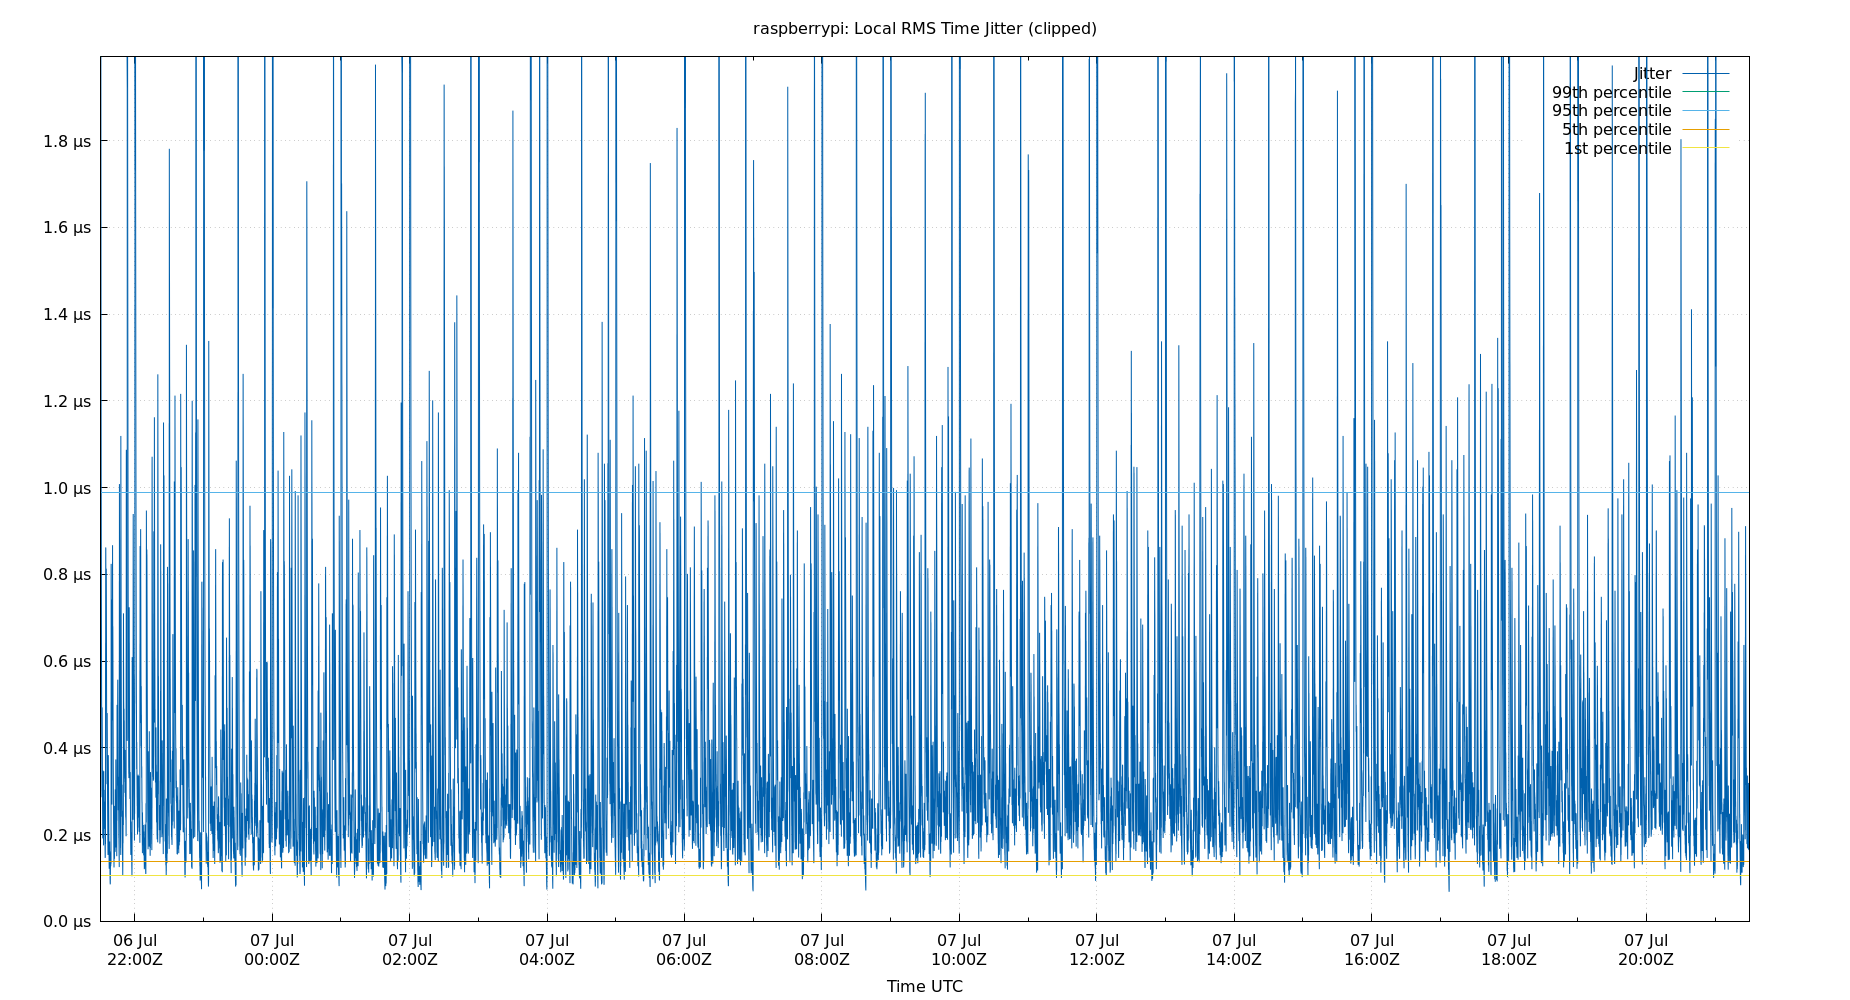 raspberrypi: Local RMS Time Jitter (clipped)
Jitter
99th percentile
95th percentile
5th percentile
1st percentile
1.8 µs
1.6 µs
1.4 µs
1.2 µs
1.0 µs
0.8 µs
0.6 µs
0.4 µs
0.2 µs
0.0 µs
06 Jul 07 Jul 07 Jul 07 Jul 07 Jul 07 Jul 07 Jul 07 Jul 07 Jul 07 Jul 07 Jul 07 Jul
22:00Z 00:00Z 02:00Z 04:00Z 06:00Z 08:00Z 10:00Z 12:00Z 14:00Z 16:00Z 18:00Z 20:00Z
Time UTC